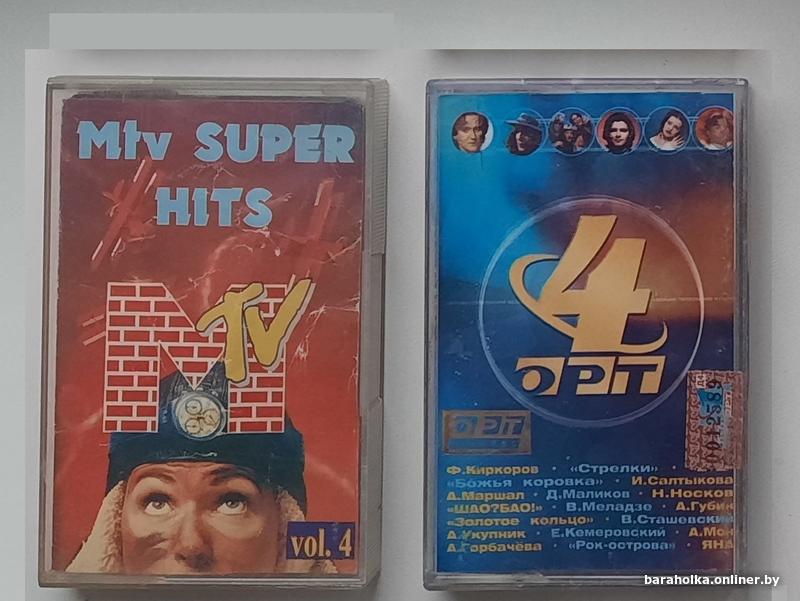 Mtv SUPER
HITS
MTV
vol. 4
4
ОРТ
ОРТ
Ф.Киркоров · «Стрелки» ·
«Божья коровка» · И.Салтыкова
А.Маршал · Д.Маликов · Н.Носков
«ШАО?БАО!» · В.Меладзе · А.Губин
«Золотое кольцо» · В.Сташевский
А.Укупник · Е.Кемеровский · А.Мон
А.Горбачёва · «Рок-острова» · ЯНА
baraholka.onliner.by